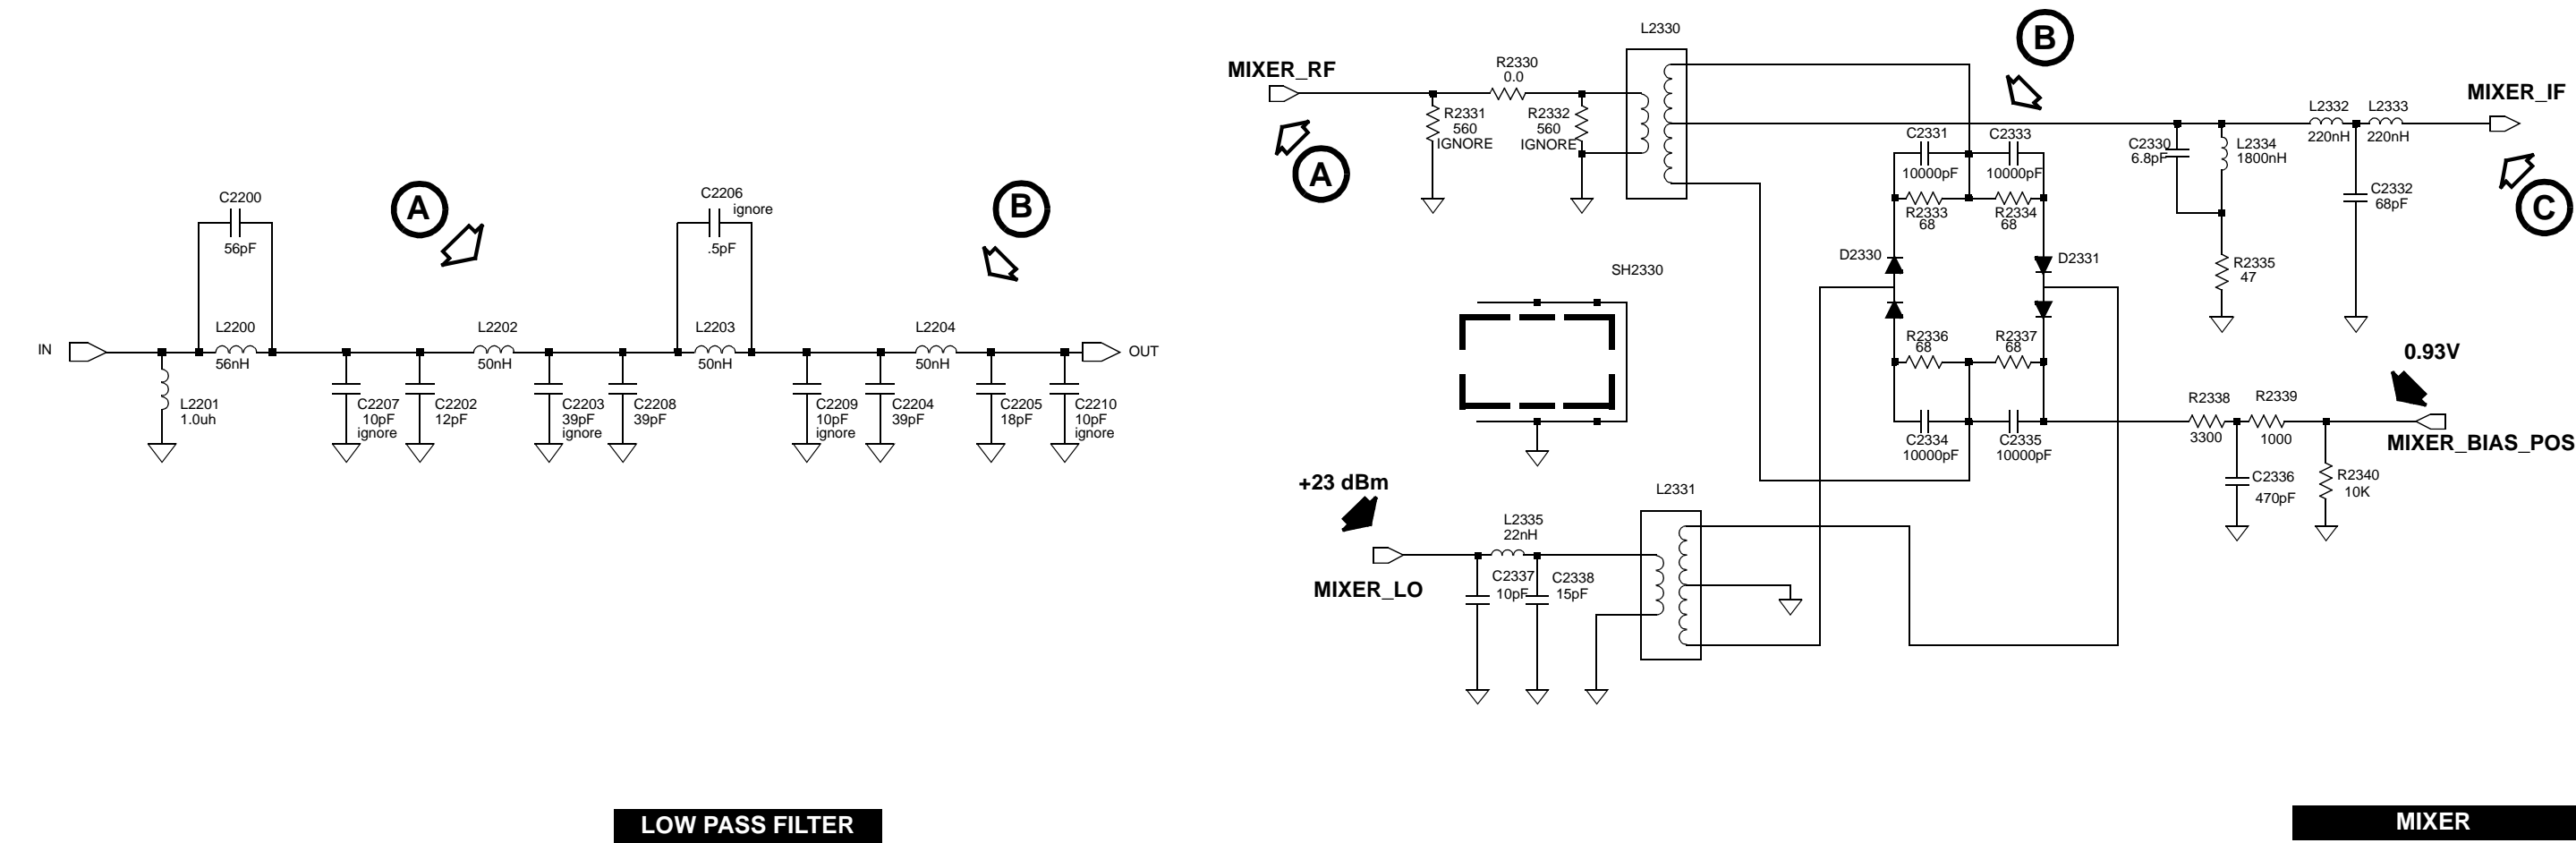 C2200
56pF
A
C2206
ignore
.5pF
B
IN
L2200
56nH
L2202
50nH
L2203
50nH
L2204
50nH
OUT
L2201
1.0uh
C2207
10pF
ignore
C2202
12pF
C2203
39pF
ignore
C2208
39pF
C2209
10pF
ignore
C2204
39pF
C2205
18pF
C2210
10pF
ignore
LOW PASS FILTER
L2330
B
MIXER_RF
R2330
0.0
R2331
560
IGNORE
R2332
560
IGNORE
A
MIXER_IF
L2332
220nH
L2333
220nH
C2331
10000pF
C2333
10000pF
C2330
6.8pF
L2334
1800nH
C2332
68pF
C
R2333
68
R2334
68
D2330
D2331
R2335
47
SH2330
R2336
68
R2337
68
0.93V
R2338
3300
R2339
1000
MIXER_BIAS_POS
C2334
10000pF
C2335
10000pF
C2336
470pF
R2340
10K
+23 dBm
L2331
L2335
22nH
MIXER_LO
C2337
10pF
C2338
15pF
MIXER